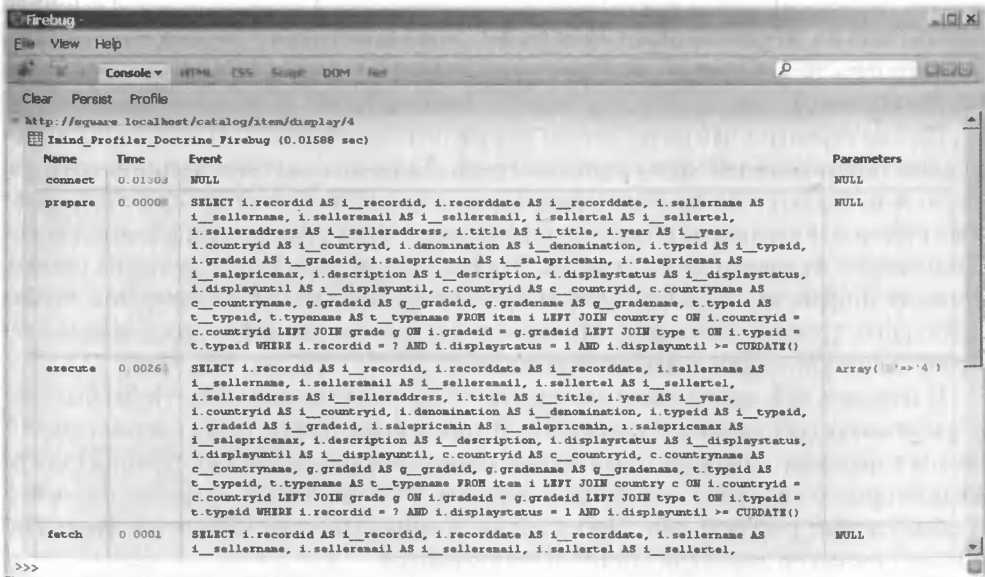 Firebug -
File View Help
Console HTML CSS Script DOM Net
Clear Persist Profile
http://square.localhost/catalog/item/display/4
Imind_Profiler_Doctrine_Firebug (0.01588 sec)
Name Time Event Parameters
connect 0.01303 NULL NULL
prepare 0.00008 SELECT i.recordid AS i__recordid, i.recorddate AS i__recorddate, i.sellername AS NULL
i__sellername, i.selleremail AS i__selleremail, i.sellertel AS i__sellertel,
i.selleraddress AS i__selleraddress, i.title AS i__title, i.year AS i__year,
i.countryid AS i__countryid, i.denomination AS i__denomination, i.typeid AS i__typeid,
i.gradeid AS i__gradeid, i.salepricemin AS i__salepricemin, i.salepricemax AS
i__salepricemax, i.description AS i__description, i.displaystatus AS i__displaystatus,
i.displayuntil AS i__displayuntil, c.countryid AS c__countryid, c.countryname AS
c__countryname, g.gradeid AS g__gradeid, g.gradename AS g__gradename, t.typeid AS
t__typeid, t.typename AS t__typename FROM item i LEFT JOIN country c ON i.countryid =
c.countryid LEFT JOIN grade g ON i.gradeid = g.gradeid LEFT JOIN type t ON i.typeid =
t.typeid WHERE i.recordid = ? AND i.displaystatus = 1 AND i.displayuntil >= CURDATE()
execute SELECT i.recordid AS i__recordid, i.recorddate AS i__recorddate, i.sellername AS
i__sellername, i.selleremail AS i__selleremail, i.sellertel AS i__sellertel,
i.selleraddress AS i__selleraddress, i.title AS i__title, i.year AS i__year,
i.countryid AS i__countryid, i.denomination AS i__denomination, i.typeid AS i__typeid,
i.gradeid AS i__gradeid, i.salepricemin AS i__salepricemin, i.salepricemax AS
i__salepricemax, i.description AS i__description, i.displaystatus AS i__displaystatus,
i.displayuntil AS i__displayuntil, c.countryid AS c__countryid, c.countryname AS
c__countryname, g.gradeid AS g__gradeid, g.gradename AS g__gradename, t.typeid AS
t__typeid, t.typename AS t__typename FROM item i LEFT JOIN country c ON i.countryid =
c.countryid LEFT JOIN grade g ON i.gradeid = g.gradeid LEFT JOIN type t ON i.typeid =
t.typeid WHERE i.recordid = ? AND i.displaystatus = 1 AND i.displayuntil >= CURDATE()
fetch 0 0001 SELECT i.recordid AS i__recordid, i.recorddate AS i__recorddate, i.sellername AS NULL
i__sellername, i.selleremail AS i__selleremail, i.sellertel AS i__sellertel,
>>>